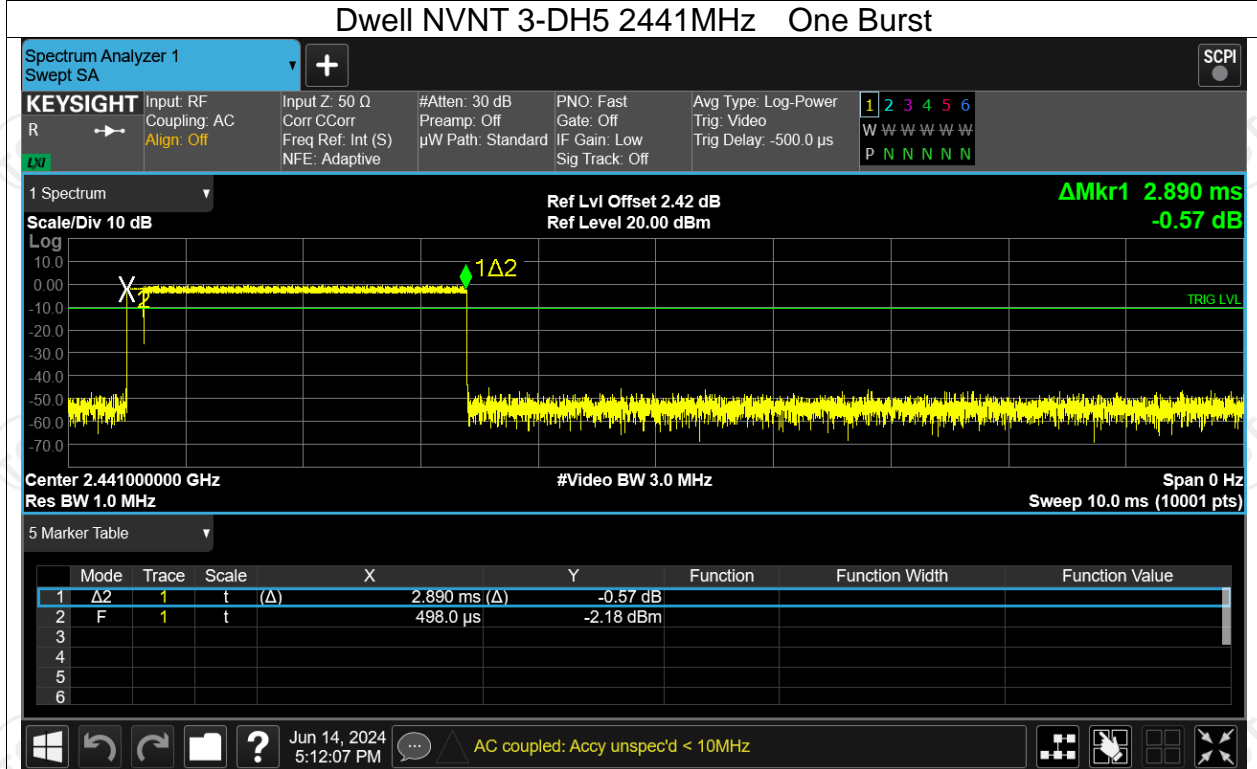 Dwell NVNT 3-DH5 2441MHz One Burst
Spectrum Analyzer 1
Swept SA
+
SCPI
KEYSIGHT
R
LXI
Input: RF
Coupling: AC
Align: Off
Input Z: 50 Ω
Corr CCorr
Freq Ref: Int (S)
NFE: Adaptive
#Atten: 30 dB
Preamp: Off
µW Path: Standard
PNO: Fast
Gate: Off
IF Gain: Low
Sig Track: Off
Avg Type: Log-Power
Trig: Video
Trig Delay: -500.0 µs
1 2 3 4 5 6
W W W W W W
P N N N N N
1 Spectrum
Scale/Div 10 dB
Ref Lvl Offset 2.42 dB
Ref Level 20.00 dBm
ΔMkr1 2.890 ms
-0.57 dB
Log
10.0
0.00
-10.0
-20.0
-30.0
-40.0
-50.0
-60.0
-70.0
2
1Δ2
TRIG LVL
Center 2.441000000 GHz
#Video BW 3.0 MHz
Span 0 Hz
Res BW 1.0 MHz
Sweep 10.0 ms (10001 pts)
5 Marker Table
Mode Trace Scale X Y Function Function Width Function Value
1 Δ2 1 t (Δ) 2.890 ms (Δ) -0.57 dB
2 F 1 t 498.0 µs -2.18 dBm
3
4
5
6
?
Jun 14, 2024
5:12:07 PM
AC coupled: Accy unspec'd < 10MHz